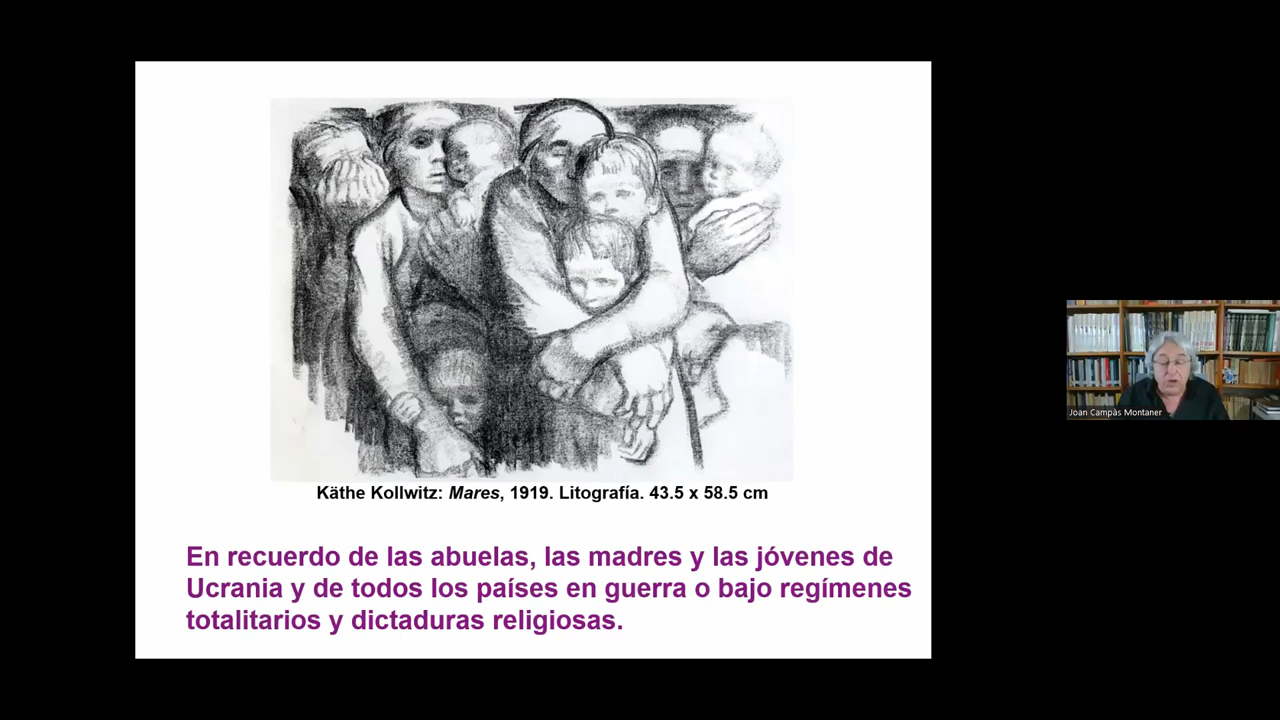 Käthe Kollwitz: Mares, 1919. Litografía. 43.5 x 58.5 cm
En recuerdo de las abuelas, las madres y las jóvenes de
Ucrania y de todos los países en guerra o bajo regímenes
totalitarios y dictaduras religiosas.
Joan Campàs Montaner